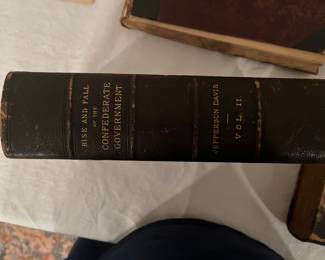 RISE AND FALL
OF THE
CONFEDERATE
GOVERNMENT
JEFFERSON DAVIS
VOL. II.